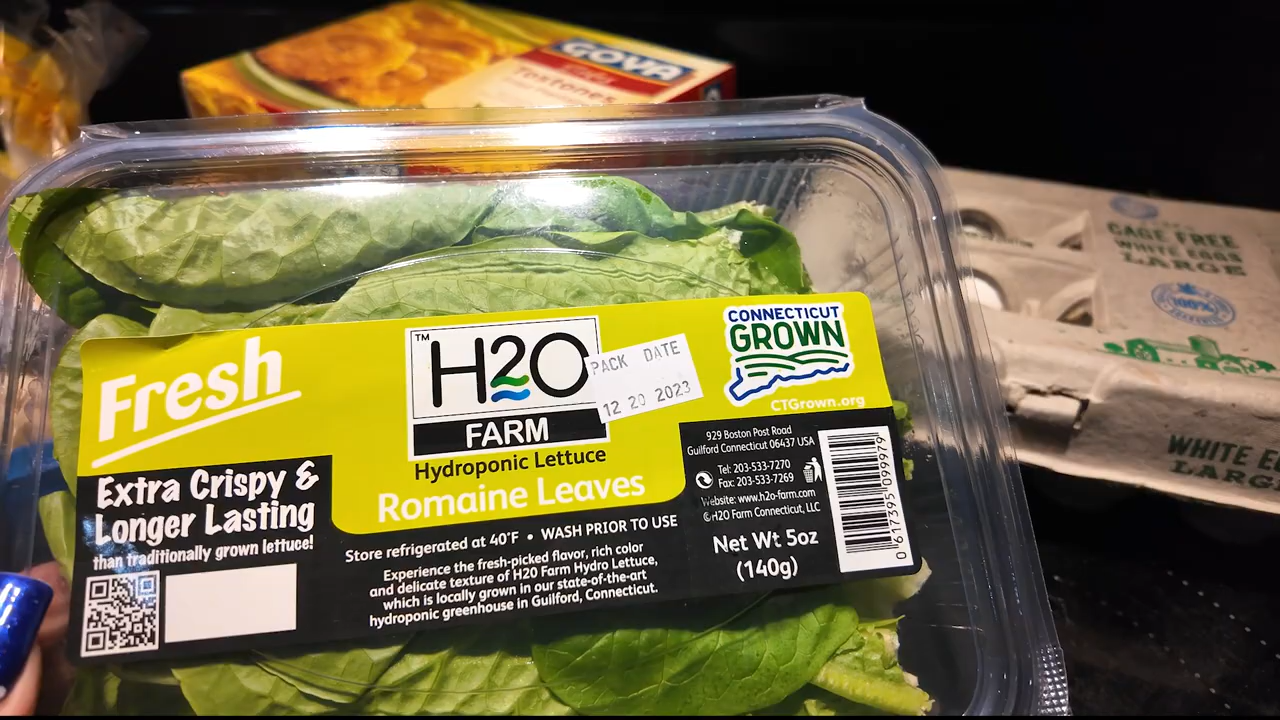 GOYA
Tostones
CAGE FREE
WHITE EGGS
LARGE
100%
WHITE
Fresh
™
H2O
FARM
PACK DATE
12 20 2023
Hydroponic Lettuce
Romaine Leaves
CONNECTICUT
GROWN
CTGrown.org
Extra Crispy &
Longer Lasting
than traditionally grown lettuce!
Store refrigerated at 40°F • WASH PRIOR TO USE
Experience the fresh-picked flavor, rich color
and delicate texture of H2O Farm Hydro Lettuce,
which is locally grown in our state-of-the-art
hydroponic greenhouse in Guilford, Connecticut.
929 Boston Post Road
Guilford Connecticut 06437 USA
Tel: 203-533-7270
Fax: 203-533-7269
Website: www.h2o-farm.com
©H2O Farm Connecticut, LLC
Net Wt 5oz
(140g)
0 617395 099979